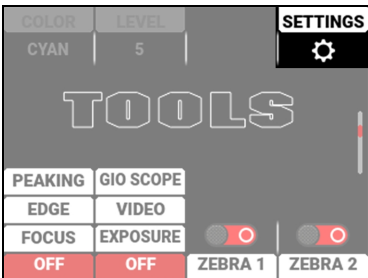 COLOR LEVEL SETTINGS
CYAN 5
TOOLS
PEAKING GIO SCOPE
EDGE VIDEO
FOCUS EXPOSURE
OFF OFF ZEBRA 1 ZEBRA 2